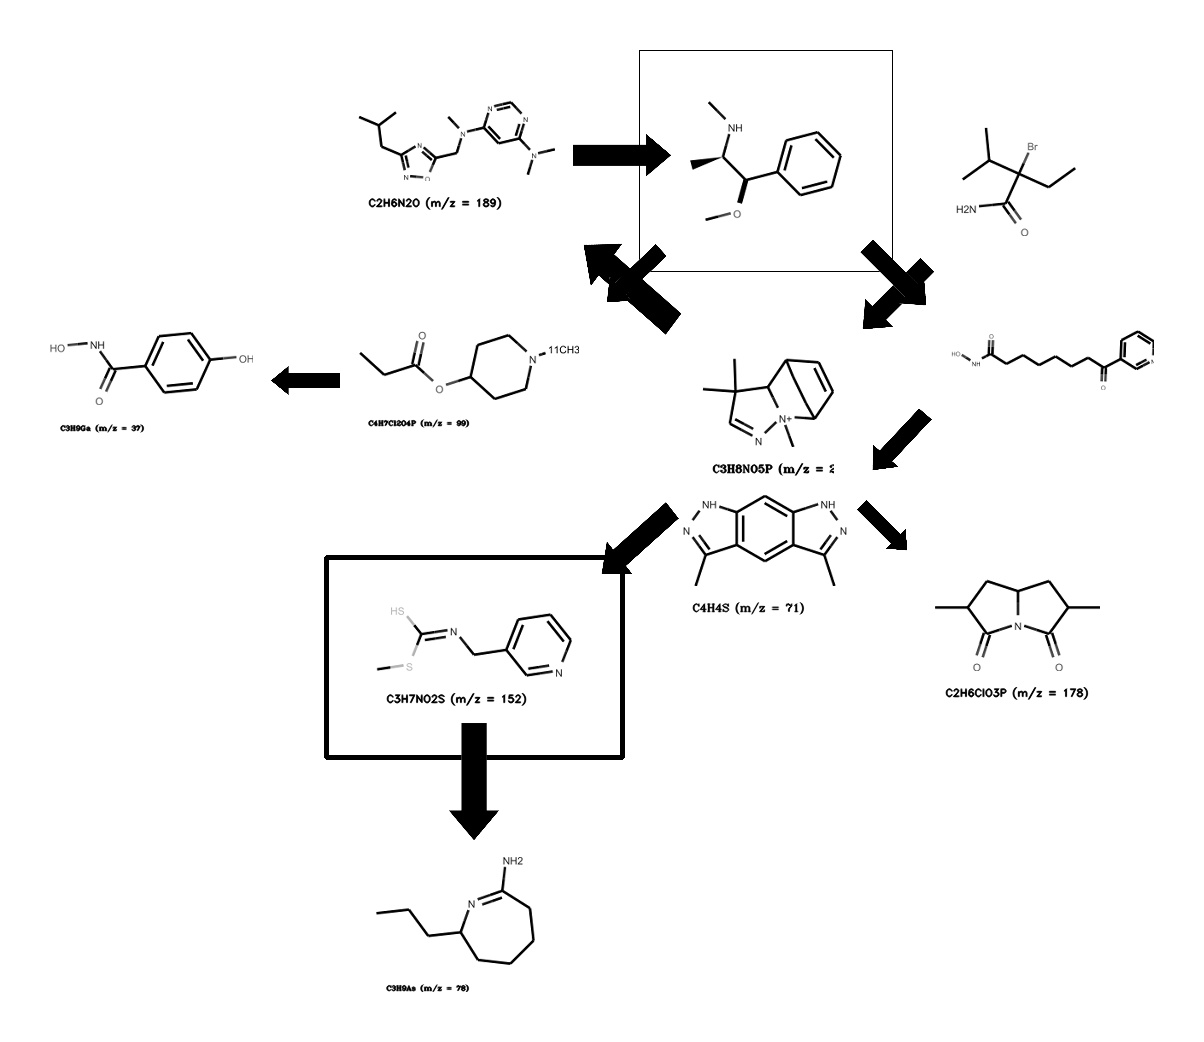 N
N
N
N
N
N
N
O
C2H6N2O (m/z = 189)
NH
O
Br
H2N
O
HO
NH
O
OH
C3H9Ga (m/z = 37)
O
O
N
11CH3
C4H7Cl2O4P (m/z = 99)
N+
N
C3H8NO5P (m/z = 2
HO
NH
O
O
N
NH
N
NH
N
C4H4S (m/z = 71)
HS
S
N
N
C3H7NO2S (m/z = 152)
N
O
O
C2H6ClO3P (m/z = 178)
NH2
N
C3H9As (m/z = 78)